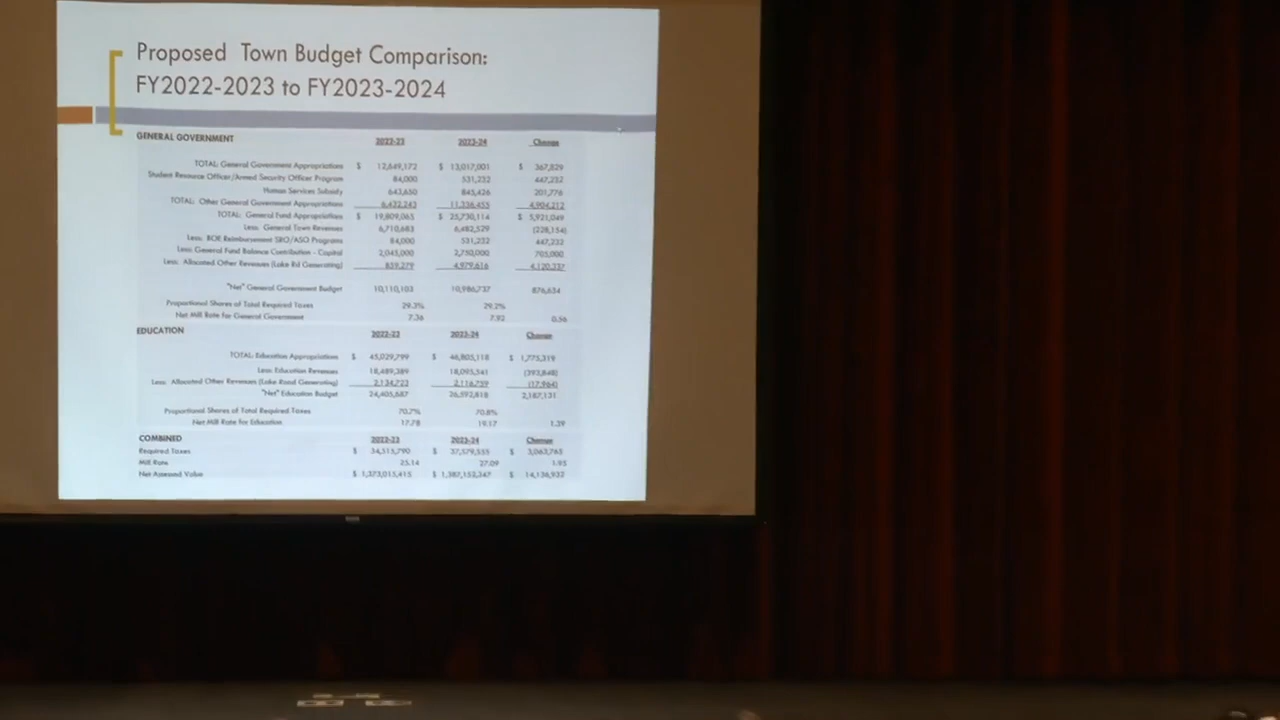 Proposed Town Budget Comparison:
FY2022-2023 to FY2023-2024
GENERAL GOVERNMENT 2022-23 2023-24 Change
TOTAL: General Government Appropriations $ 12,649,172 $ 13,017,001 $ 367,829
Student Resource Officer/Armed Security Officer Program 84,000 531,232 447,232
Human Services Subsidy 643,650 845,426 201,776
TOTAL: Other General Government Appropriations 6,432,243 11,336,455 4,904,212
TOTAL: General Fund Appropriations $ 19,809,065 $ 25,730,114 $ 5,921,049
Less: General Town Revenues 6,710,683 6,482,529 (228,154)
Less: BOE Reimbursement SRO/ASO Programs 84,000 531,232 447,232
Less: General Fund Balance Contribution - Capital 2,045,000 2,750,000 705,000
Less: Allocated Other Revenues (Lake Rd Generating) 859,279 4,979,616 4,120,337
"Net" General Government Budget 10,110,103 10,986,737 876,634
Proportional Shares of Total Required Taxes 29.3% 29.2%
Net Mill Rate for General Government 7.36 7.92 0.56
EDUCATION 2022-23 2023-24 Change
TOTAL: Education Appropriations $ 45,029,799 $ 46,805,118 $ 1,775,319
Less: Education Revenues 18,489,389 18,095,541 (393,848)
Less: Allocated Other Revenues (Lake Road Generating) 2,134,723 2,116,759 (17,964)
"Net" Education Budget 24,405,687 26,592,818 2,187,131
Proportional Shares of Total Required Taxes 70.7% 70.8%
Net Mill Rate for Education 17.78 19.17 1.39
COMBINED 2022-23 2023-24 Change
Required Taxes $ 34,515,790 $ 37,579,555 $ 3,063,765
Mill Rate 25.14 27.09 1.95
Net Assessed Value $ 1,373,015,415 $ 1,387,152,347 $ 14,136,932